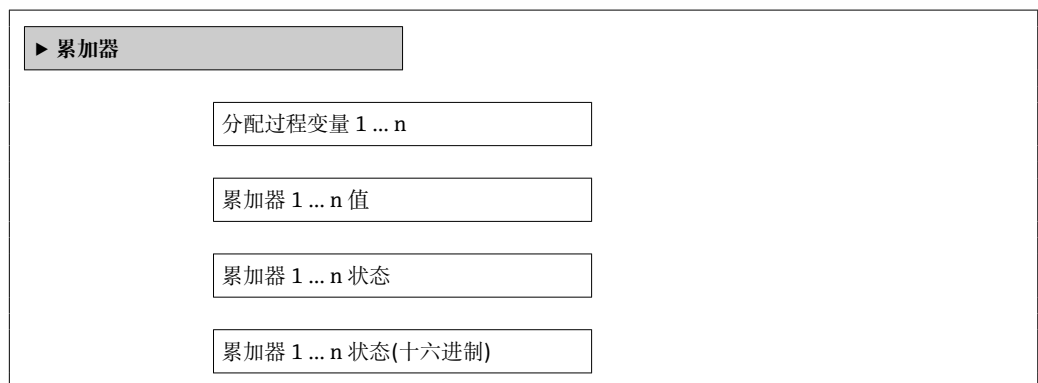 ▶ 累加器
分配过程变量 1 ... n
累加器 1 ... n 值
累加器 1 ... n 状态
累加器 1 ... n 状态(十六进制)